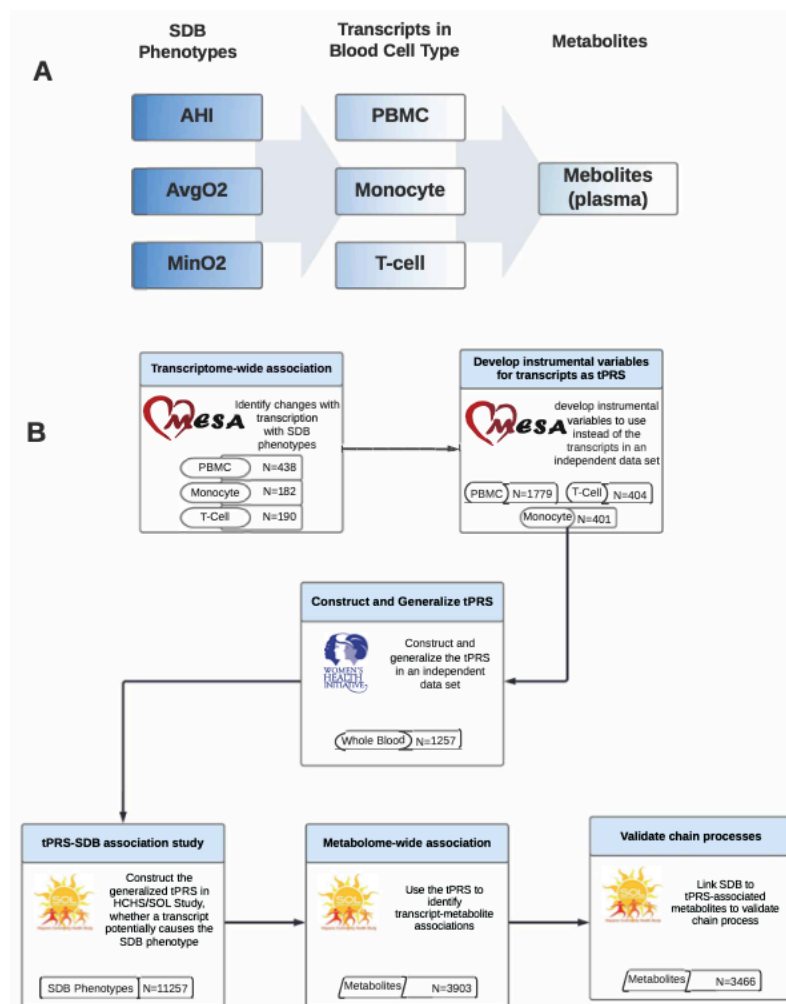 SDB
Phenotypes
Transcripts in
Blood Cell Type
Metabolites
A
AHI
PBMC
AvgO2
Monocyte
Mebolites
(plasma)
MinO2
T-cell
B
Transcriptome-wide association
MESA
Identify changes with
transcription
with SDB
phenotypes
PBMC N=438
Monocyte N=182
T-Cell N=190
Develop instrumental variables
for transcripts as tPRS
MESA
develop instrumental
variables to use
instead of the
transcripts in an
independent data set
PBMC N=1779 T-Cell N=404
Monocyte N=401
Construct and Generalize tPRS
WOMEN'S
HEALTH
INITIATIVE
Construct and
generalize the tPRS
in an independent
data set
Whole Blood N=1257
tPRS-SDB association study
SOL
Construct the
generalized tPRS in
HCHS/SOL Study,
whether a transcript
potentially causes the
SDB phenotype
SDB Phenotypes N=11257
Metabolome-wide association
SOL
Use the tPRS to
identify
transcript-metabolite
associations
Metabolites N=3903
Validate chain processes
SOL
Link SDB to
tPRS-associated
metabolites to validate
chain process
Metabolites N=3466